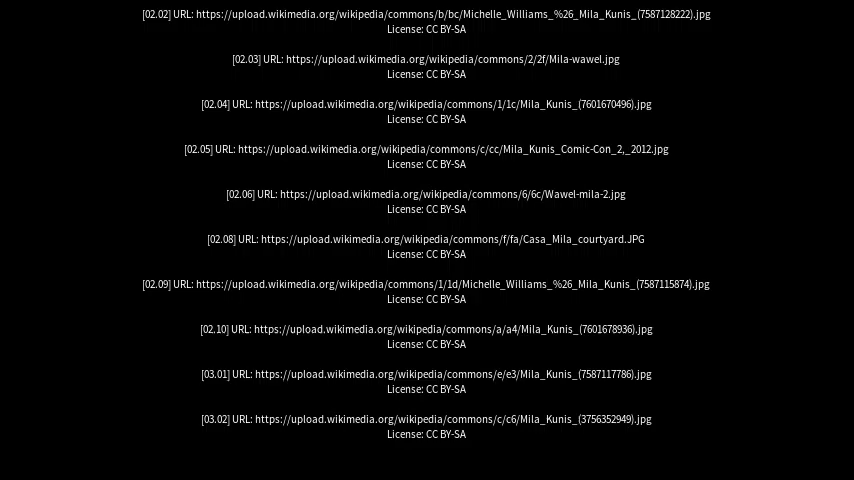 [02.02] URL: https://upload.wikimedia.org/wikipedia/commons/b/bc/Michelle_Williams_%26_Mila_Kunis_(7587128222).jpg
License: CC BY-SA
[02.03] URL: https://upload.wikimedia.org/wikipedia/commons/2/2f/Mila-wawel.jpg
License: CC BY-SA
[02.04] URL: https://upload.wikimedia.org/wikipedia/commons/1/1c/Mila_Kunis_(7601670496).jpg
License: CC BY-SA
[02.05] URL: https://upload.wikimedia.org/wikipedia/commons/c/cc/Mila_Kunis_Comic-Con_2,_2012.jpg
License: CC BY-SA
[02.06] URL: https://upload.wikimedia.org/wikipedia/commons/6/6c/Wawel-mila-2.jpg
License: CC BY-SA
[02.08] URL: https://upload.wikimedia.org/wikipedia/commons/f/fa/Casa_Mila_courtyard.JPG
License: CC BY-SA
[02.09] URL: https://upload.wikimedia.org/wikipedia/commons/1/1d/Michelle_Williams_%26_Mila_Kunis_(7587115874).jpg
License: CC BY-SA
[02.10] URL: https://upload.wikimedia.org/wikipedia/commons/a/a4/Mila_Kunis_(7601678936).jpg
License: CC BY-SA
[03.01] URL: https://upload.wikimedia.org/wikipedia/commons/e/e3/Mila_Kunis_(7587117786).jpg
License: CC BY-SA
[03.02] URL: https://upload.wikimedia.org/wikipedia/commons/c/c6/Mila_Kunis_(3756352949).jpg
License: CC BY-SA